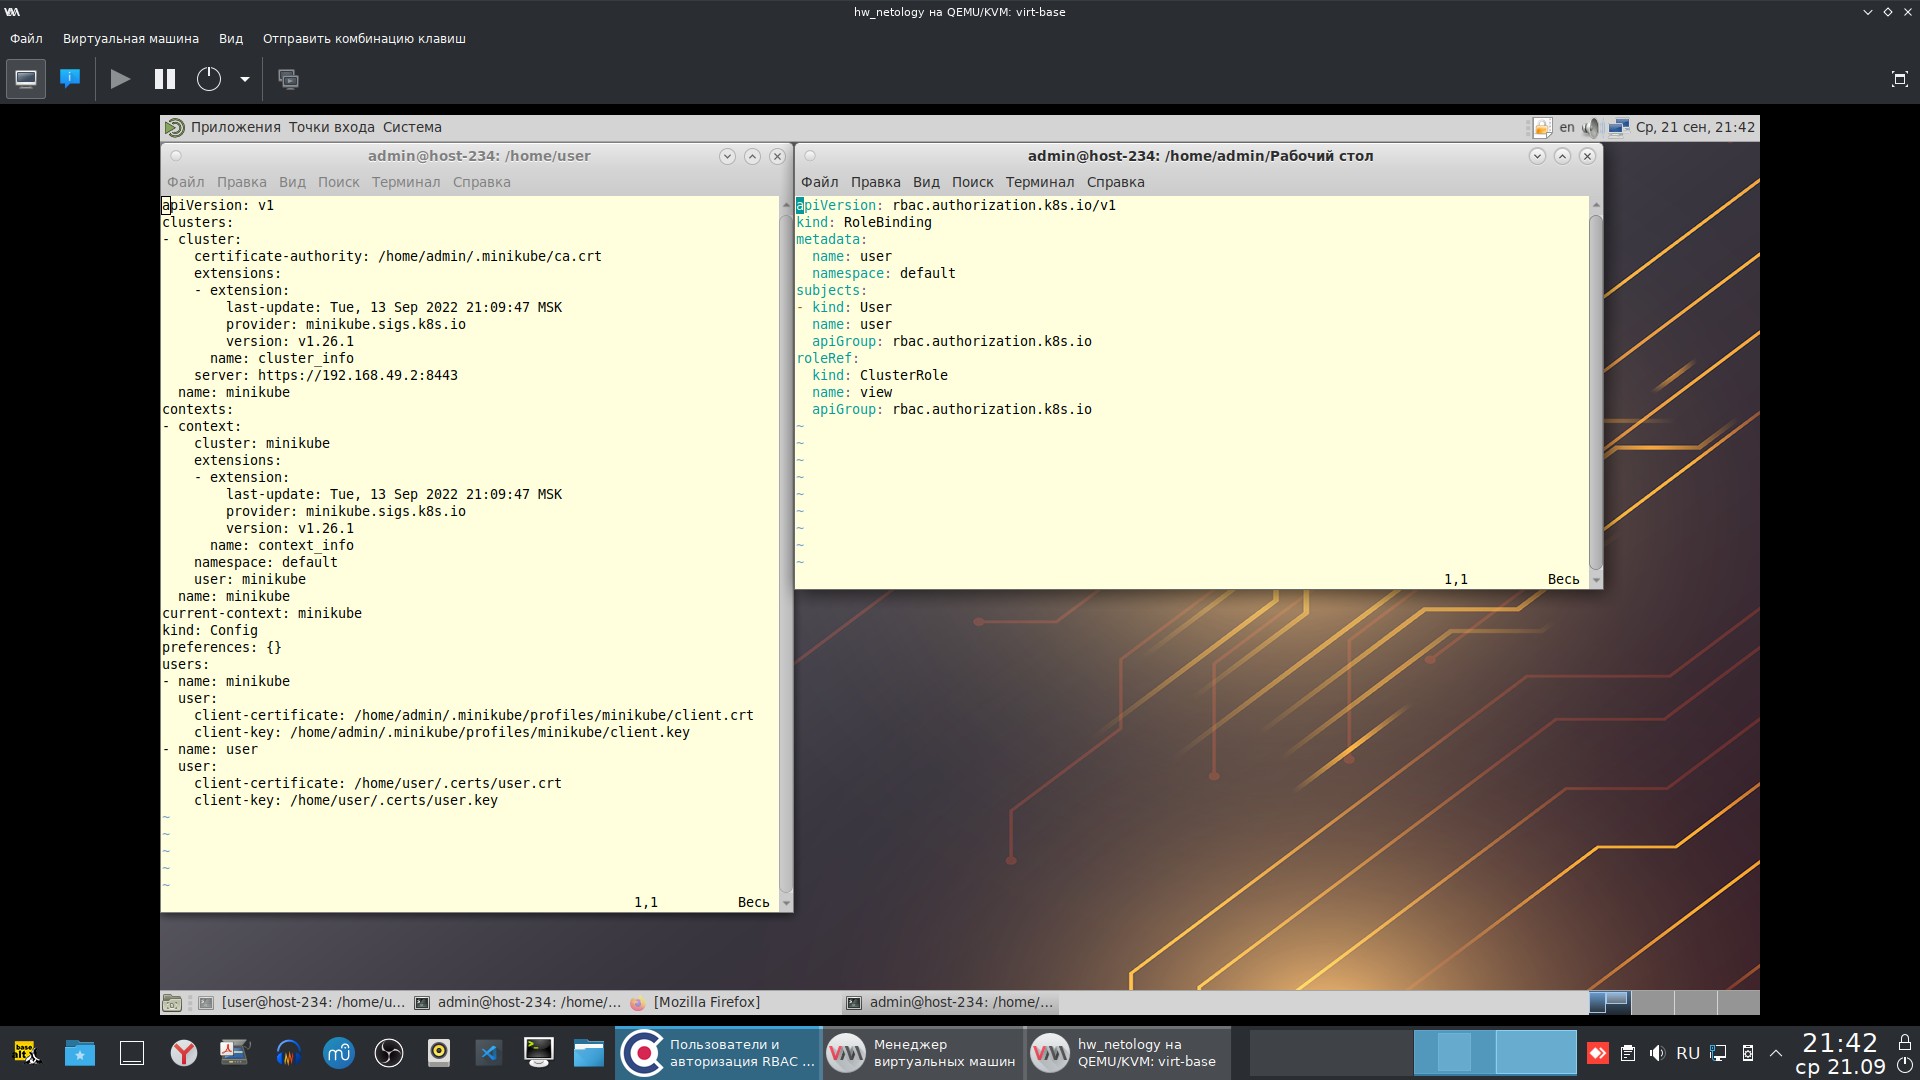 hw_netology на QEMU/KVM: virt-base
Файл Виртуальная машина Вид Отправить комбинацию клавиш
Приложения Точки входа Система
en Ср, 21 сен, 21:42
admin@host-234: /home/user
Файл Правка Вид Поиск Терминал Справка
apiVersion: v1
clusters:
- cluster:
    certificate-authority: /home/admin/.minikube/ca.crt
    extensions:
    - extension:
        last-update: Tue, 13 Sep 2022 21:09:47 MSK
        provider: minikube.sigs.k8s.io
        version: v1.26.1
      name: cluster_info
    server: https://192.168.49.2:8443
  name: minikube
contexts:
- context:
    cluster: minikube
    extensions:
    - extension:
        last-update: Tue, 13 Sep 2022 21:09:47 MSK
        provider: minikube.sigs.k8s.io
        version: v1.26.1
      name: context_info
    namespace: default
    user: minikube
  name: minikube
current-context: minikube
kind: Config
preferences: {}
users:
- name: minikube
  user:
    client-certificate: /home/admin/.minikube/profiles/minikube/client.crt
    client-key: /home/admin/.minikube/profiles/minikube/client.key
- name: user
  user:
    client-certificate: /home/user/.certs/user.crt
    client-key: /home/user/.certs/user.key
~
~
~
~
~
1,1 Весь
admin@host-234: /home/admin/Рабочий стол
Файл Правка Вид Поиск Терминал Справка
apiVersion: rbac.authorization.k8s.io/v1
kind: RoleBinding
metadata:
  name: user
  namespace: default
subjects:
- kind: User
  name: user
  apiGroup: rbac.authorization.k8s.io
roleRef:
  kind: ClusterRole
  name: view
  apiGroup: rbac.authorization.k8s.io
~
~
~
~
~
~
~
~
~
1,1 Весь
[user@host-234: /home/u... admin@host-234: /home/... [Mozilla Firefox] admin@host-234: /home/...
Пользователи и
авторизация RBAC ...
Менеджер
виртуальных машин
hw_netology на
QEMU/KVM: virt-base
RU
21:42
ср 21.09